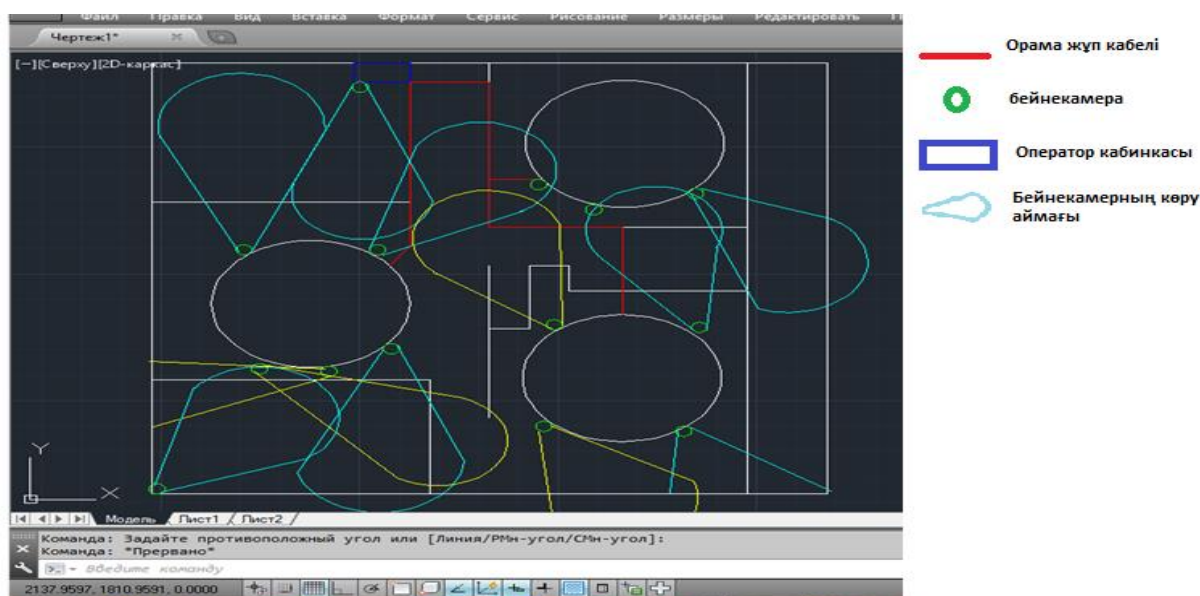 Файл Правка Вид Вставка Формат Сервис Рисование Размеры Редактировать
Чертеж1*
[−][Сверху][2D-каркас]
Y
X
Модель Лист1 Лист2
Команда: Задайте противоположный угол или [Линия/РМн-угол/СМн-угол]:
Команда: *Прервано*
Введите команду
2137.9597, 1810.9591, 0.0000
Орама жұп кабелі
бейнекамера
Оператор кабинкасы
Бейнекамерның көру
аймағы